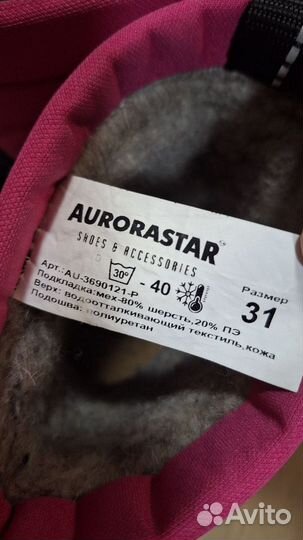 AURORASTAR
SHOES & ACCESSORIES
30° - 40
Размер
31
Арт.: AU-3690121-P
Подкладка:мех-80% шерсть,20% ПЭ
Верх: водоотталкивающий текстиль,кожа
Подошва: полиуретан
Avito